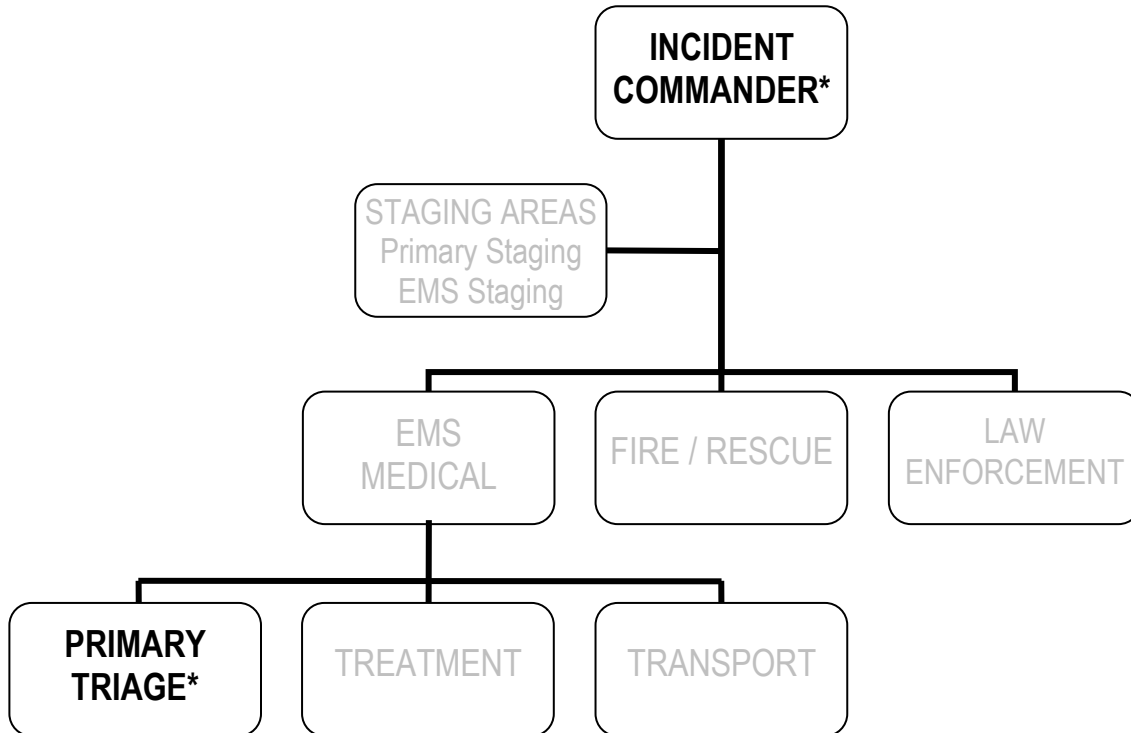 INCIDENT
COMMANDER*
STAGING AREAS
Primary Staging
EMS Staging
EMS
MEDICAL
FIRE / RESCUE
LAW
ENFORCEMENT
PRIMARY
TRIAGE*
TREATMENT
TRANSPORT